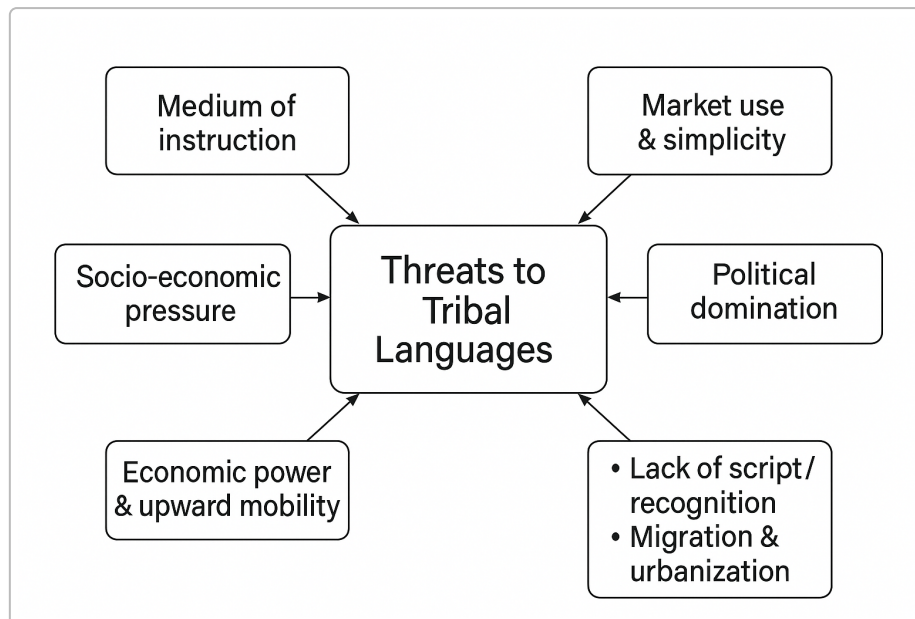 Medium of
instruction
Market use
& simplicity
Socio-economic
pressure
Threats to
Tribal
Languages
Political
domination
Economic power
& upward mobility
• Lack of script/
recognition
• Migration &
urbanization